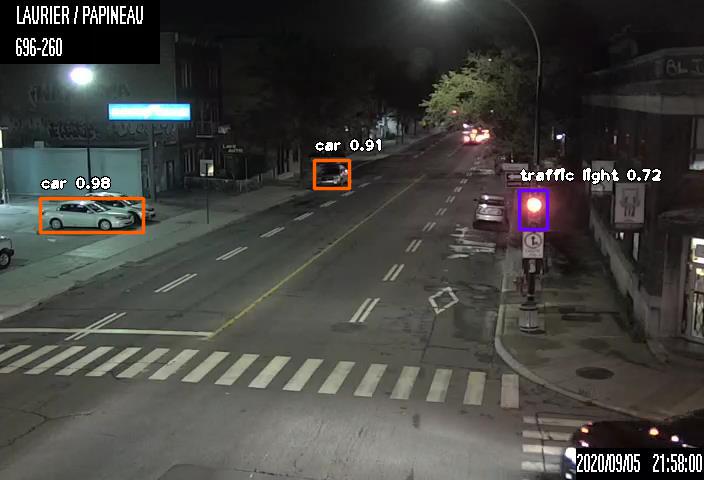 LAURIER / PAPINEAU
696-260
car 0.91
traffic light 0.72
car 0.98
2020/09/05 21:58:00